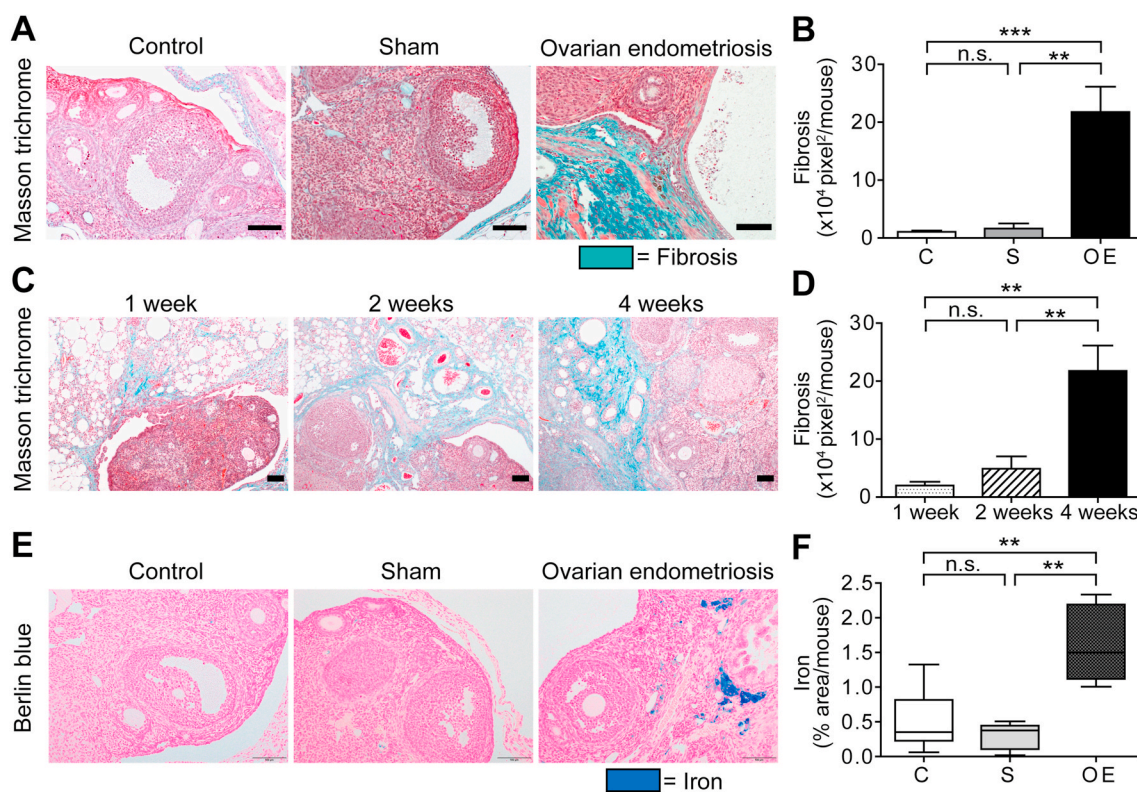 A
Control
Sham
Ovarian endometriosis
Masson trichrome
= Fibrosis
B
***
n.s.
**
Fibrosis
(x10⁴ pixel²/mouse)
30
20
10
0
C
S
OE
C
1 week
2 weeks
4 weeks
Masson trichrome
D
**
n.s.
**
Fibrosis
(x10⁴ pixel²/mouse)
30
20
10
0
1 week
2 weeks
4 weeks
E
Control
Sham
Ovarian endometriosis
Berlin blue
= Iron
F
**
n.s.
**
Iron
(% area/mouse)
2.5
2.0
1.5
1.0
0.5
0.0
C
S
OE